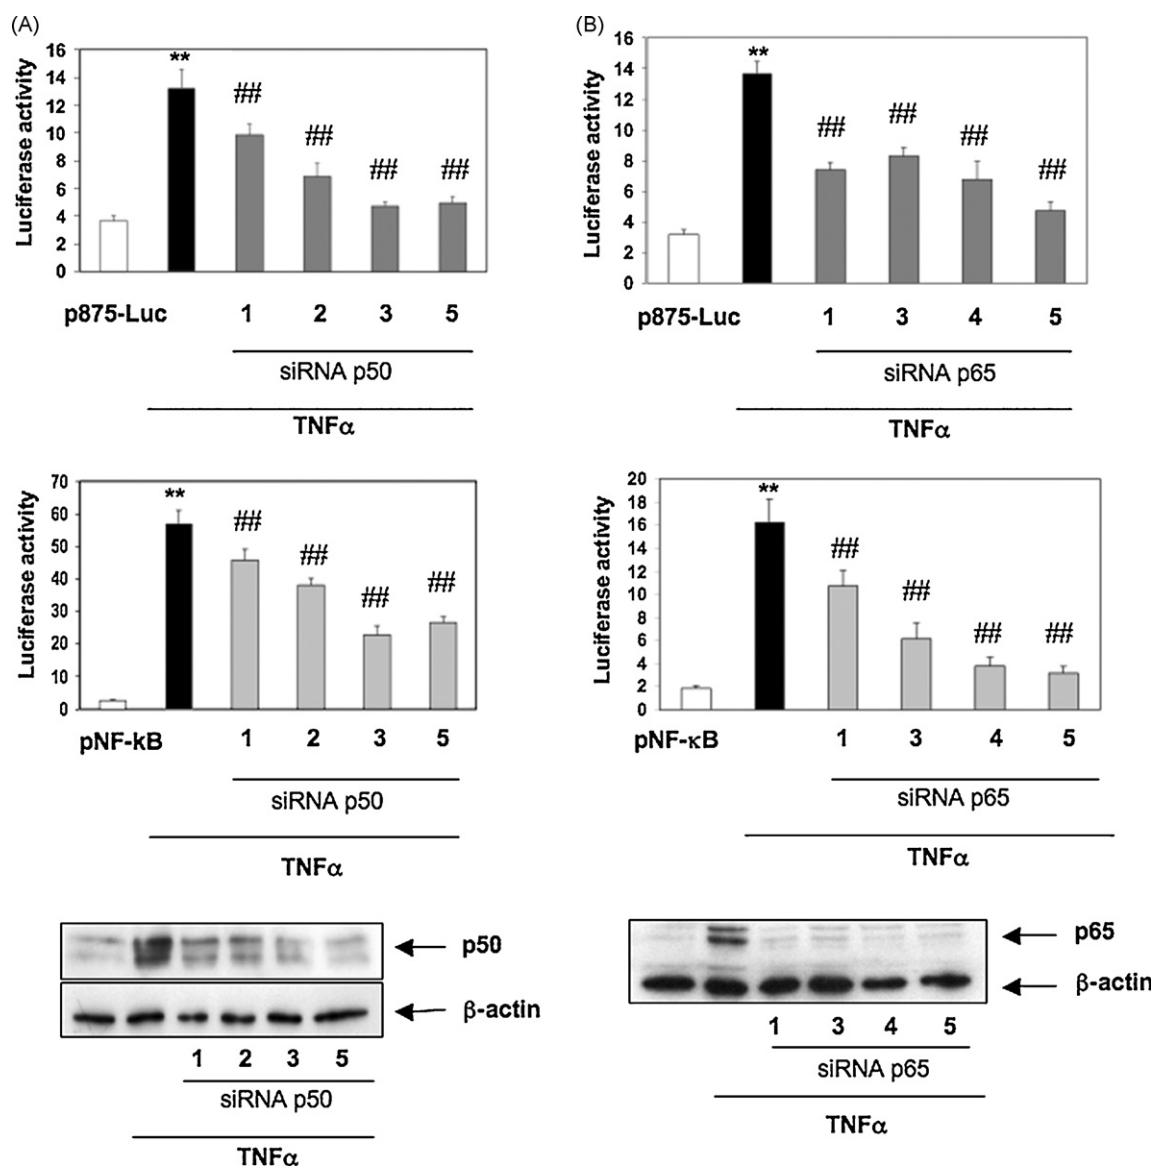 (A)
16
14
12
10
8
6
4
2
0
Luciferase activity
**
##
##
##
##
p875-Luc 1 2 3 5
siRNA p50
TNFα
(B)
16
14
12
10
8
6
4
2
0
Luciferase activity
**
##
##
##
##
p875-Luc 1 3 4 5
siRNA p65
TNFα
70
60
50
40
30
20
10
0
Luciferase activity
**
##
##
##
##
pNF-kB 1 2 3 5
siRNA p50
TNFα
20
18
16
14
12
10
8
6
4
2
0
Luciferase activity
**
##
##
##
##
pNF-κB 1 3 4 5
siRNA p65
TNFα
p50
β-actin
1 2 3 5
siRNA p50
TNFα
p65
β-actin
1 3 4 5
siRNA p65
TNFα